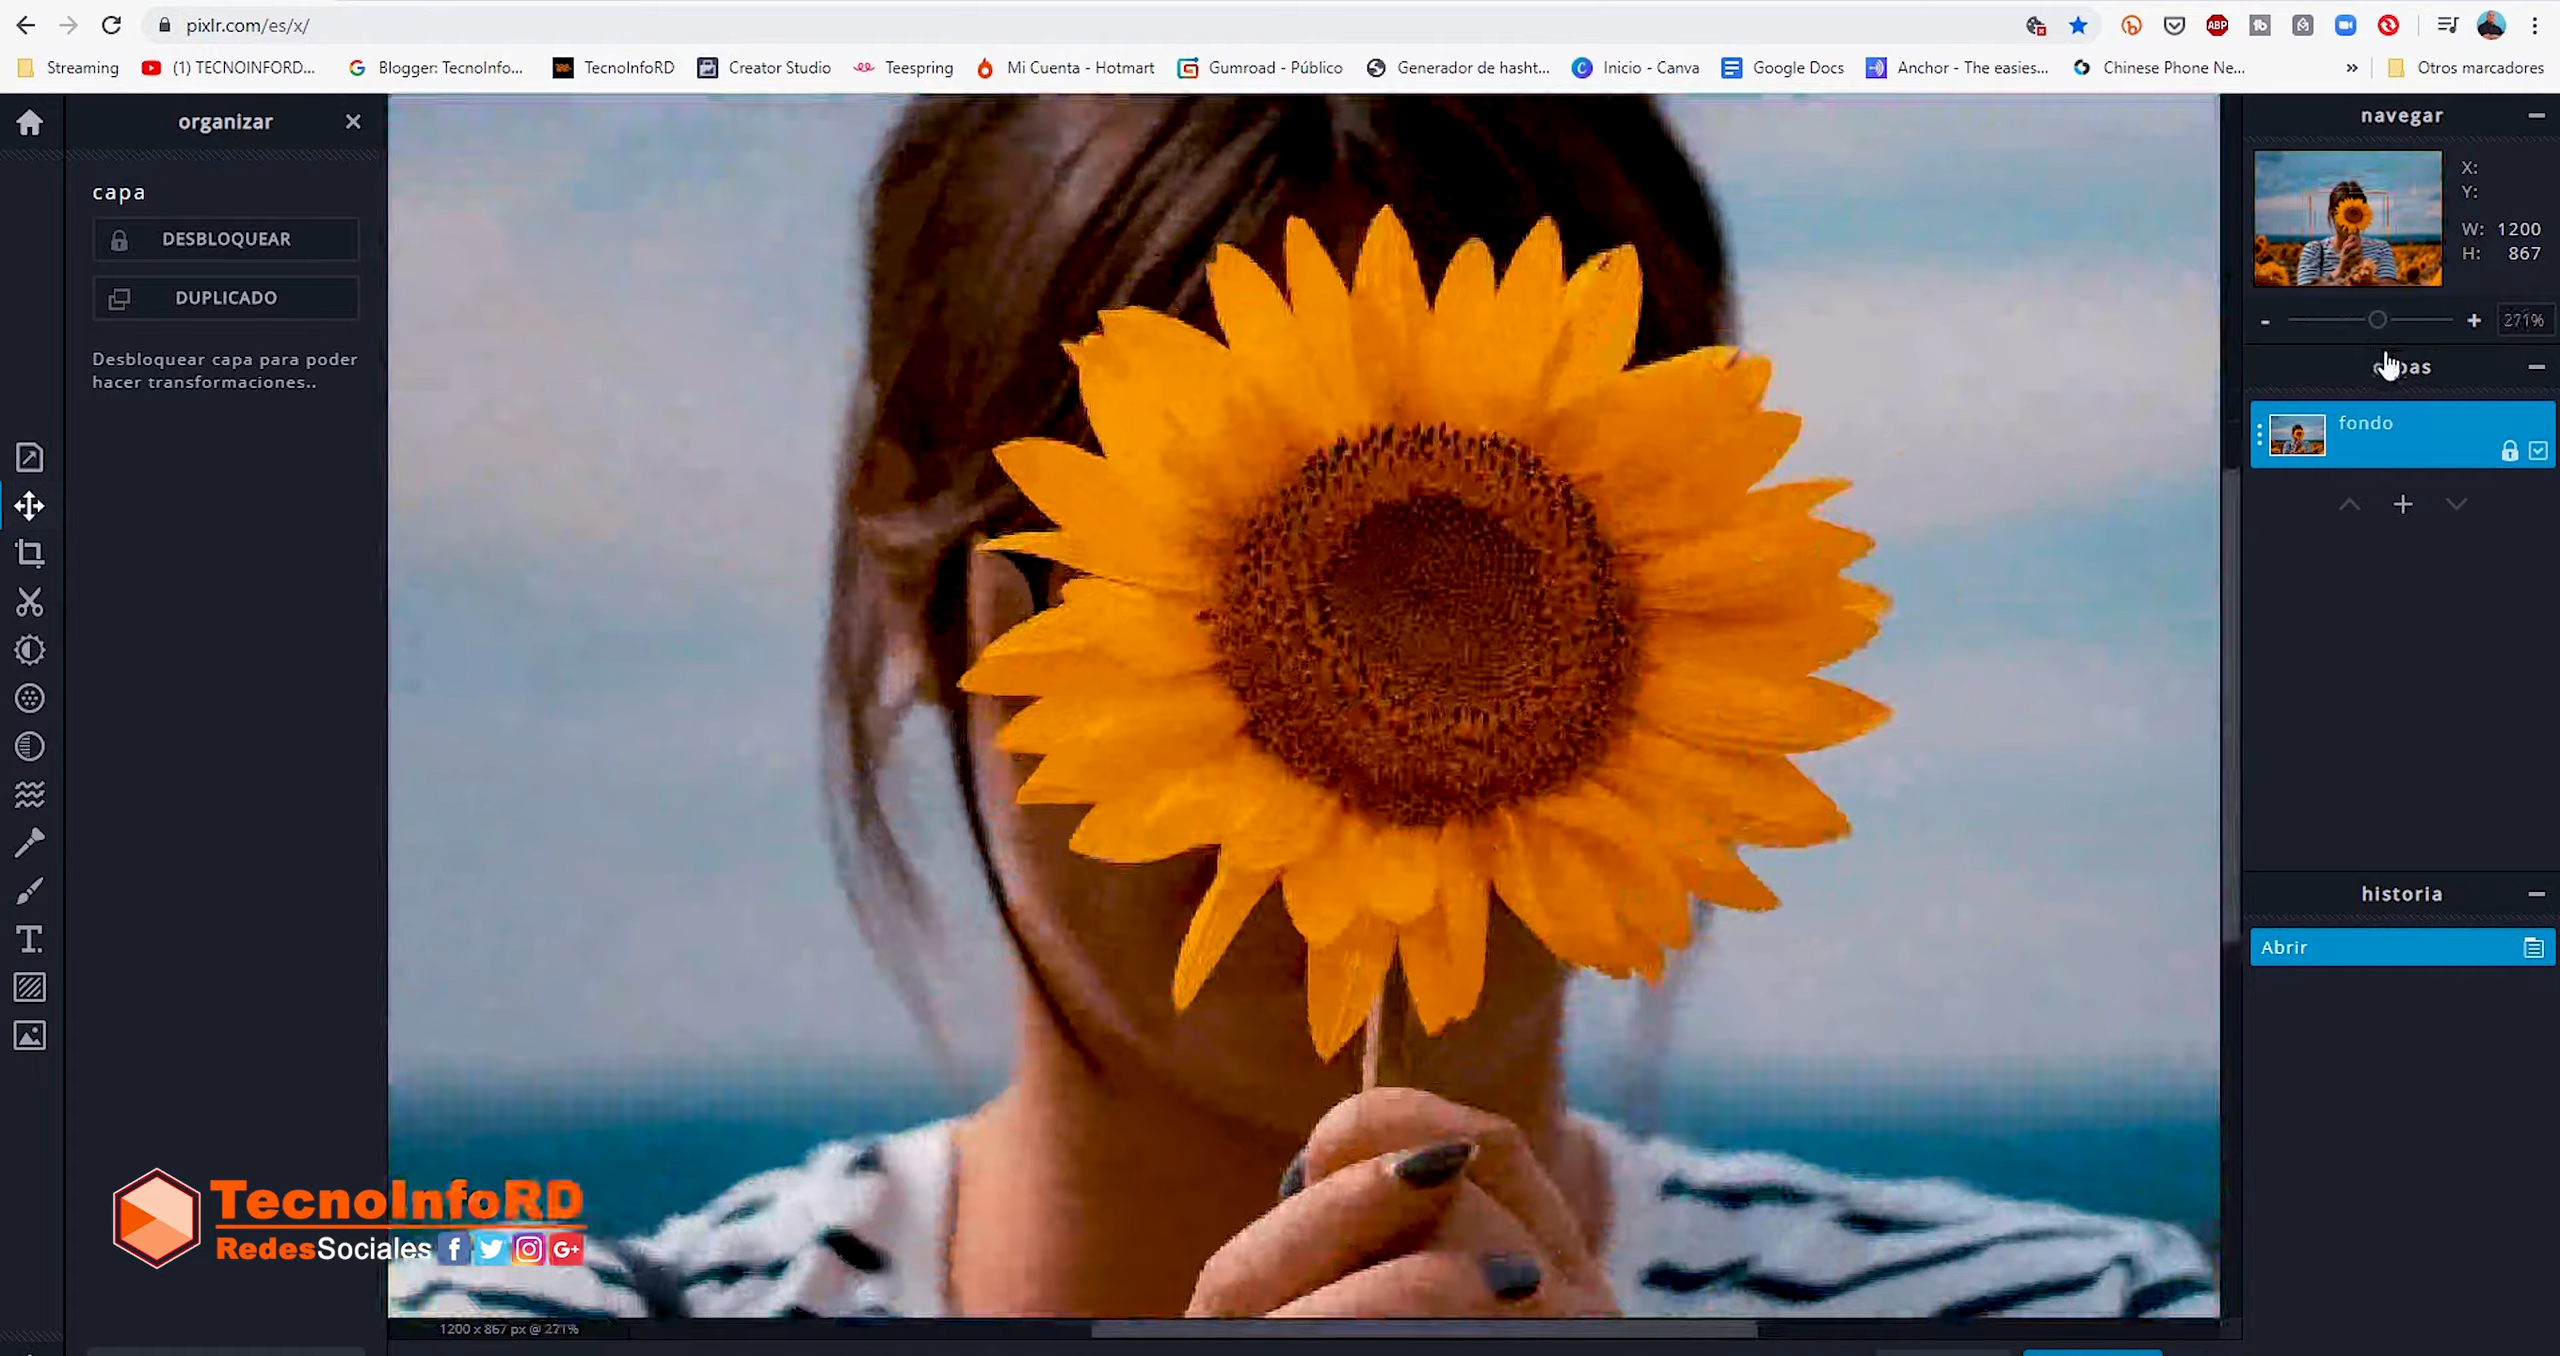 pixlr.com/es/x/
Streaming
(1) TECNOINFORD...
Blogger: TecnoInfo...
TecnoInfoRD
Creator Studio
Teespring
Mi Cuenta - Hotmart
Gumroad - Público
Generador de hasht...
Inicio - Canva
Google Docs
Anchor - The easies...
Chinese Phone Ne...
»
Otros marcadores
ABP
organizar
capa
DESBLOQUEAR
DUPLICADO
Desbloquear capa para poder
hacer transformaciones..
T.
navegar
X:
Y:
W: 1200
H: 867
- + 271%
fondo
historia
Abrir
TecnoInfoRD
RedesSociales
1200 x 867 px @ 271%